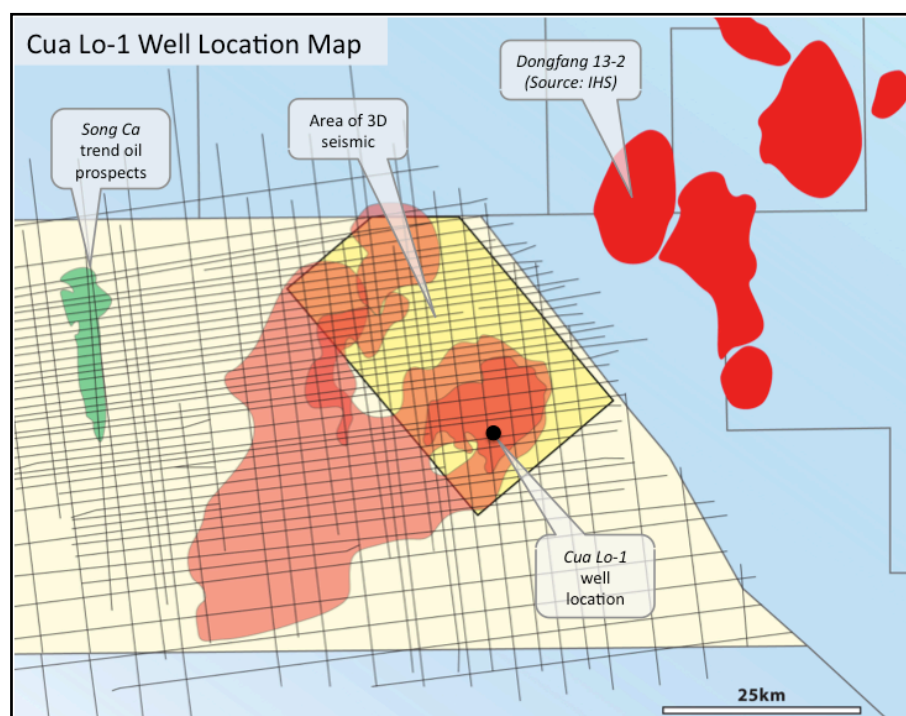 Cua Lo-1 Well Location Map
Dongfang 13-2
(Source: IHS)
Song Ca
trend oil
prospects
Area of 3D
seismic
Cua Lo-1
well
location
25km